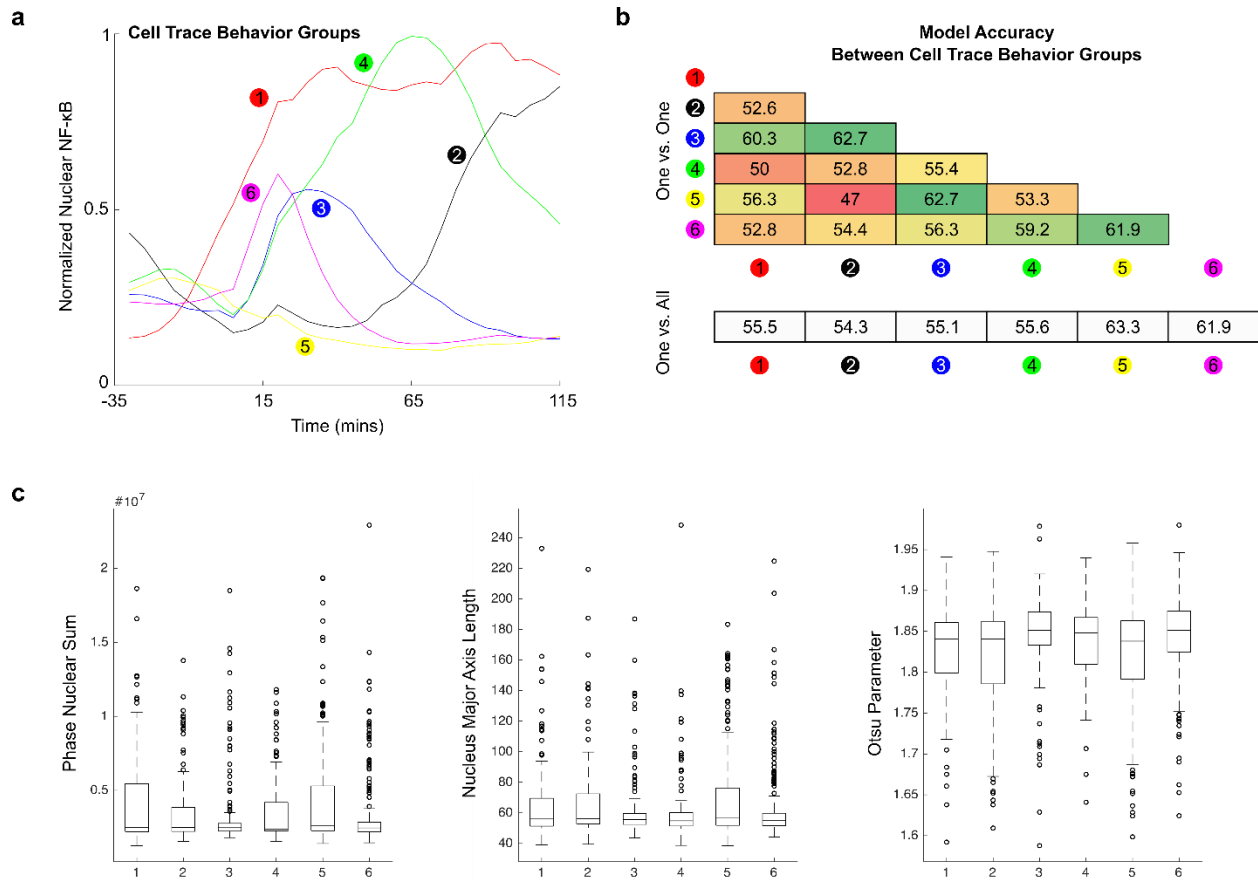 a
Cell Trace Behavior Groups
Normalized Nuclear NF-κB
1
0.5
0
-35
15
65
115
Time (mins)
1
2
3
4
5
6
b
Model Accuracy
Between Cell Trace Behavior Groups
One vs. One
1
2 52.6
3 60.3 62.7
4 50 52.8 55.4
5 56.3 47 62.7 53.3
6 52.8 54.4 56.3 59.2 61.9
1 2 3 4 5 6
One vs. All
55.5 54.3 55.1 55.6 63.3 61.9
1 2 3 4 5 6
c
#10⁷
Phase Nuclear Sum
2
1.5
1
0.5
1 2 3 4 5 6
Nucleus Major Axis Length
240
220
200
180
160
140
120
100
80
60
40
1 2 3 4 5 6
Otsu Parameter
1.95
1.9
1.85
1.8
1.75
1.7
1.65
1.6
1 2 3 4 5 6